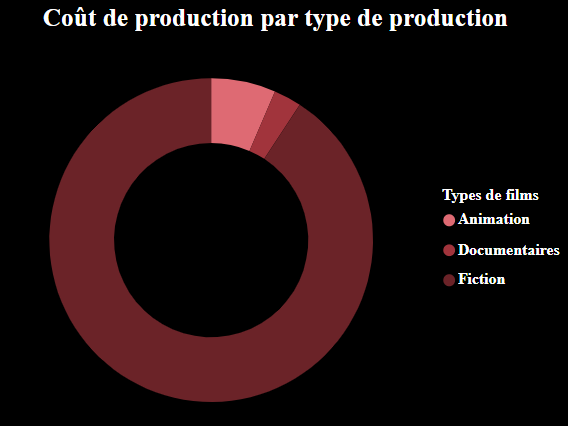 Coût de production par type de production
Types de films
Animation
Documentaires
Fiction